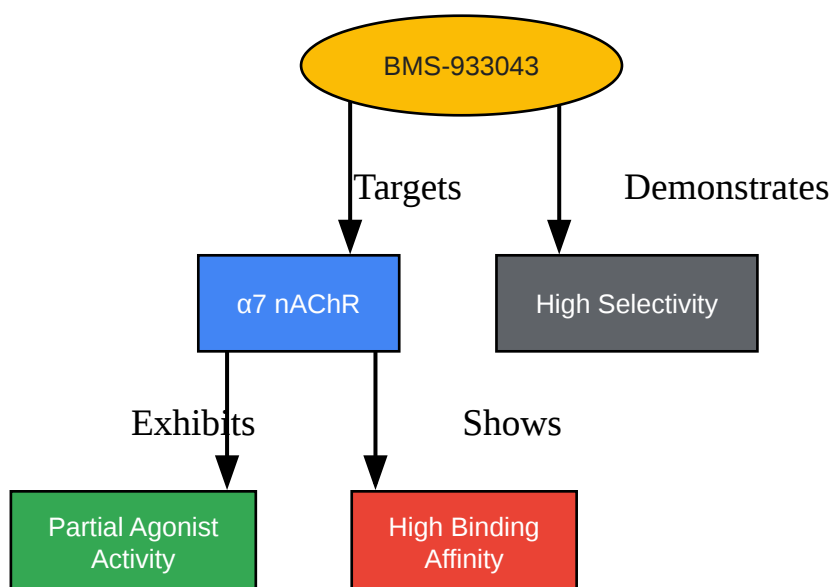 BMS-933043
Targets
Demonstrates
α7 nAChR
High Selectivity
Exhibits
Shows
Partial Agonist
Activity
High Binding
Affinity